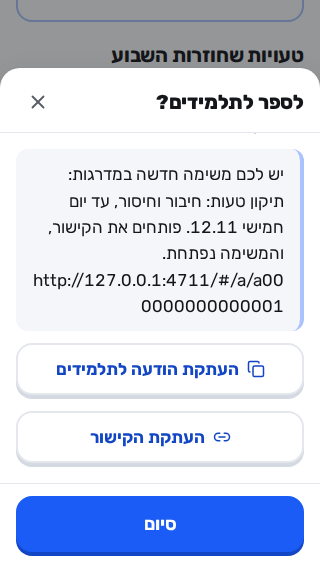 טעויות שחוזרות השבוע
לספר לתלמידים?
יש לכם משימה חדשה במדרגות:
תיקון טעות: חיבור וחיסור, עד יום
חמישי 12.11. פותחים את הקישור,
והמשימה נפתחת.
http://127.0.0.1:4711/#/a/a00
0000000000001
העתקת הודעה לתלמידים
העתקת הקישור
סיום